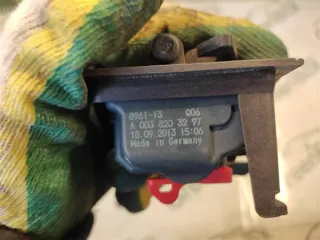 8961-13 Q06
A 003 820 32 97
18.09.2013 15:06
Made in Germany